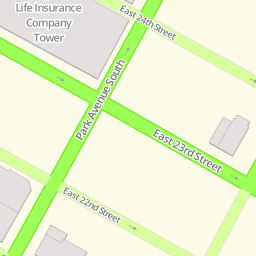 Life Insurance
Company
Tower
East 24th Street
Park Avenue South
East 23rd Street
East 22nd Street